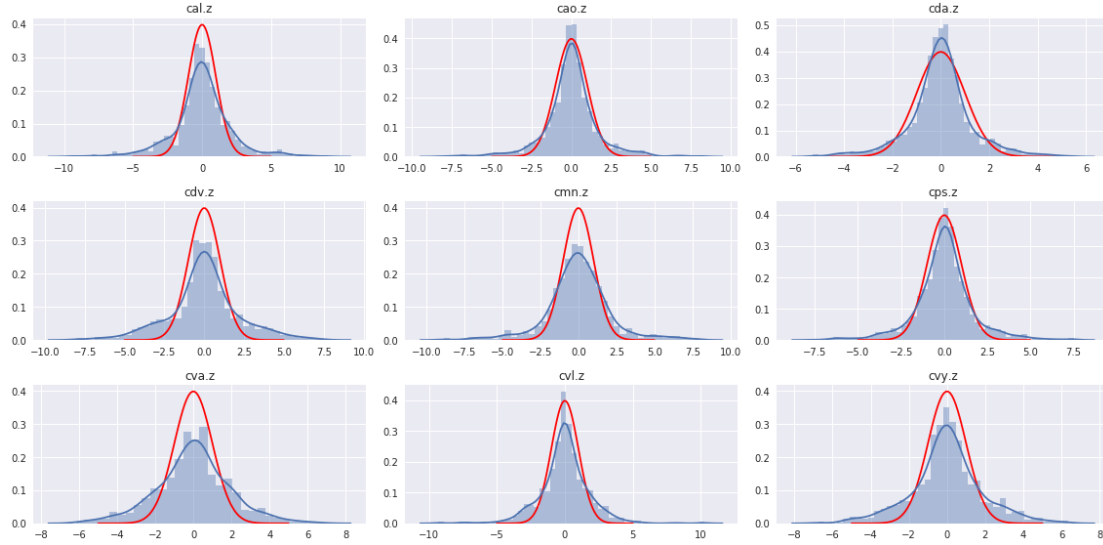 cal.z cao.z cda.z
0.4 0.3 0.2 0.1 0.0
−10 −5 0 5 10
0.4 0.3 0.2 0.1 0.0
−10.0 −7.5 −5.0 −2.5 0.0 2.5 5.0 7.5 10.0
0.5 0.4 0.3 0.2 0.1 0.0
−6 −4 −2 0 2 4 6
cdv.z cmn.z cps.z
0.4 0.3 0.2 0.1 0.0
−10.0 −7.5 −5.0 −2.5 0.0 2.5 5.0 7.5 10.0
0.4 0.3 0.2 0.1 0.0
−10.0 −7.5 −5.0 −2.5 0.0 2.5 5.0 7.5 10.0
0.4 0.3 0.2 0.1 0.0
−7.5 −5.0 −2.5 0.0 2.5 5.0 7.5
cva.z cvl.z cvy.z
0.4 0.3 0.2 0.1 0.0
−8 −6 −4 −2 0 2 4 6 8
0.4 0.3 0.2 0.1 0.0
−10 −5 0 5 10
0.4 0.3 0.2 0.1 0.0
−8 −6 −4 −2 0 2 4 6 8